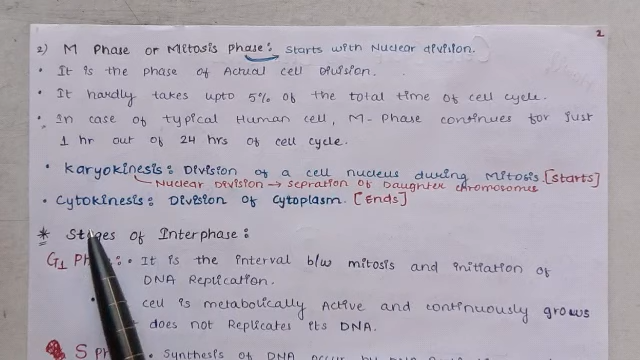 2
2) M Phase or Mitosis phase: Starts with Nuclear division.
• It is the phase of Actual cell Division.
• It hardly takes upto 5% of the total time of cell cycle.
• In case of typical Human cell, M-Phase continues for just
1 hr out of 24 hrs of cell cycle.
• Karyokinesis: Division of a cell nucleus during Mitosis. [Starts]
Nuclear Division → sepration of Daughter chromosomes
• Cytokinesis: Division of Cytoplasm. [Ends]
* Stages of Interphase:
G1 Ph : • It is the interval b/w mitosis and initiation of
DNA Replication.
cell is metabolically Active and continuously grows
does not Replicates its DNA.
S ph • Synthesis of DNA occur by DNA